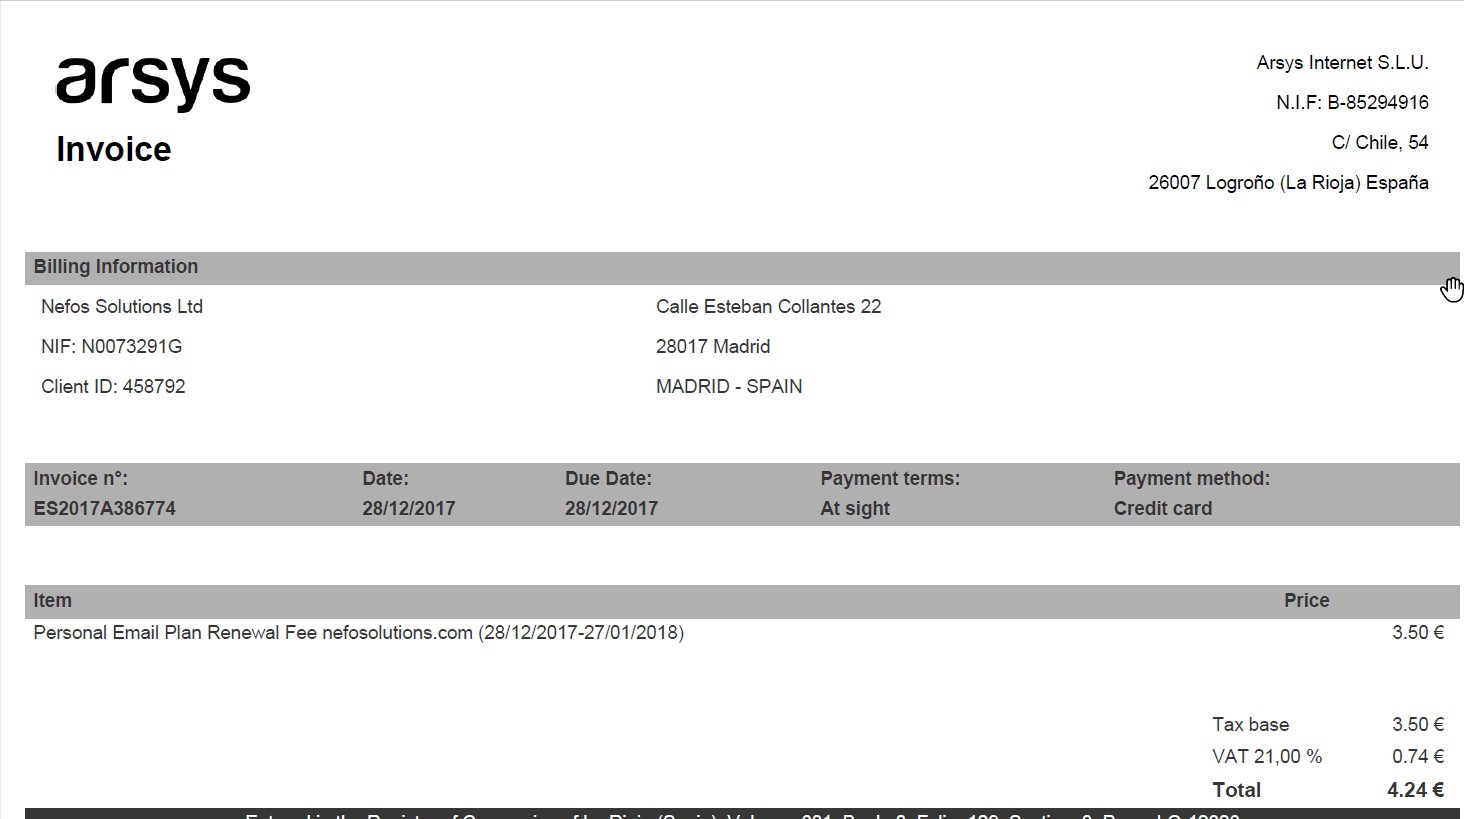 arsys
Invoice
Arsys Internet S.L.U.
N.I.F: B-85294916
C/ Chile, 54
26007 Logroño (La Rioja) España
Billing Information
Nefos Solutions Ltd Calle Esteban Collantes 22
NIF: N0073291G 28017 Madrid
Client ID: 458792 MADRID - SPAIN
Invoice n°: Date: Due Date: Payment terms: Payment method:
ES2017A386774 28/12/2017 28/12/2017 At sight Credit card
Item Price
Personal Email Plan Renewal Fee nefosolutions.com (28/12/2017-27/01/2018) 3.50 €
Tax base 3.50 €
VAT 21,00 % 0.74 €
Total 4.24 €